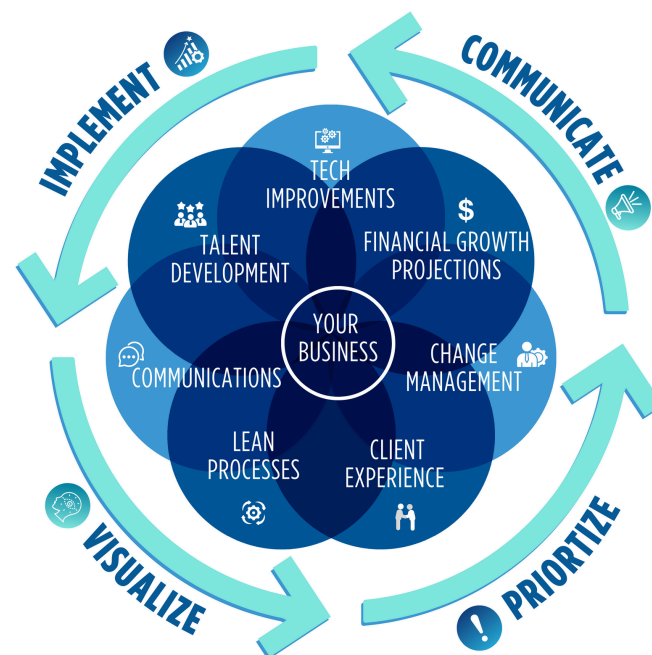 IMPLEMENT
COMMUNICATE
TECH
IMPROVEMENTS
$
FINANCIAL GROWTH
PROJECTIONS
TALENT
DEVELOPMENT
YOUR
BUSINESS
CHANGE
MANAGEMENT
COMMUNICATIONS
LEAN
PROCESSES
CLIENT
EXPERIENCE
VISUALIZE
!
PRIORITIZE